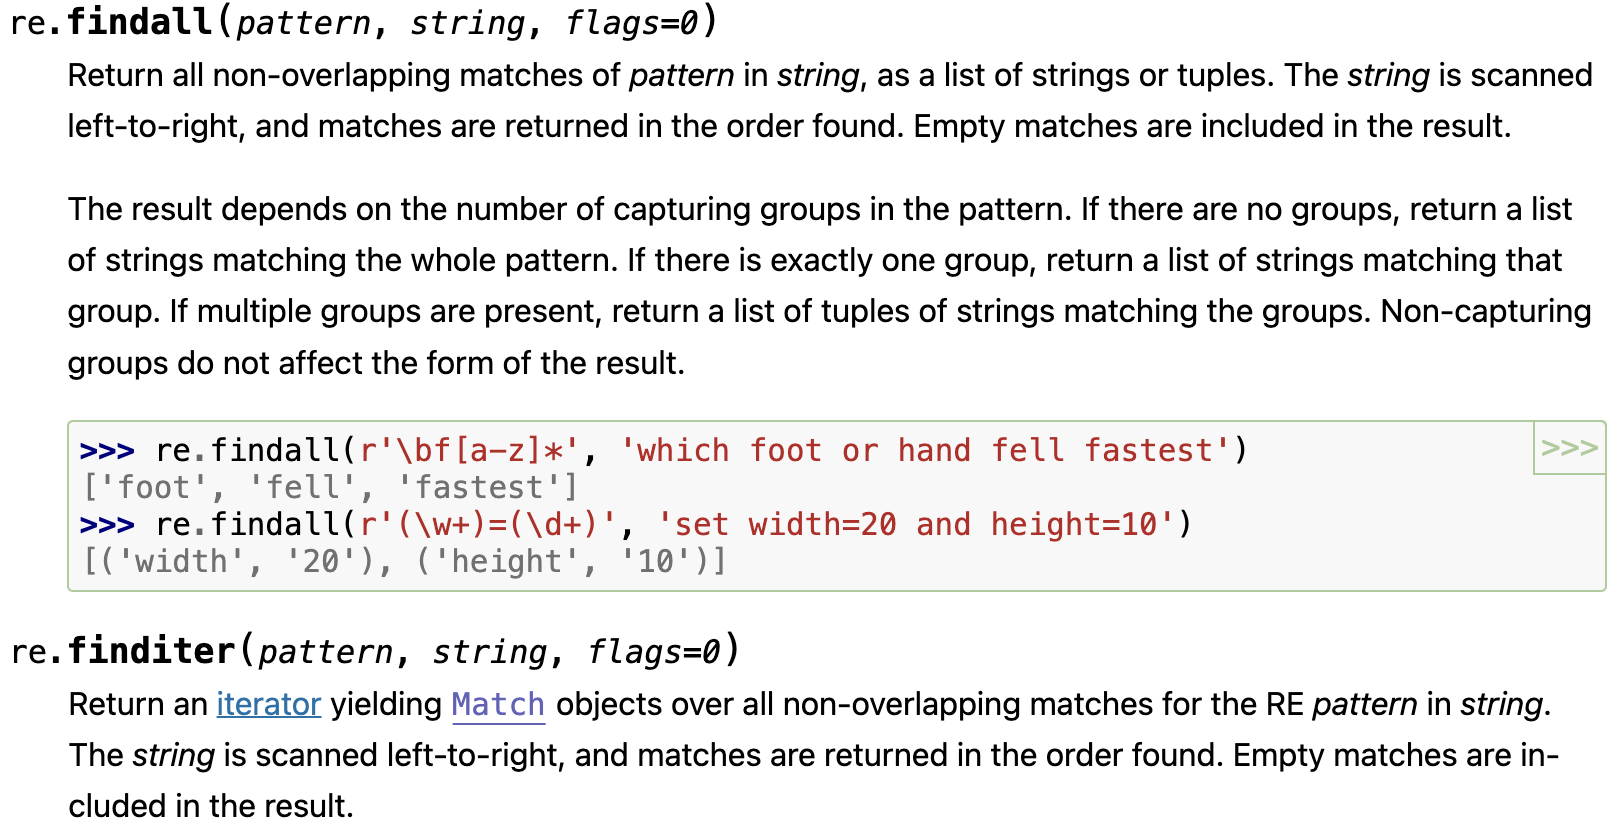 re.findall(pattern, string, flags=0)
Return all non-overlapping matches of pattern in string, as a list of strings or tuples. The string is scanned
left-to-right, and matches are returned in the order found. Empty matches are included in the result.
The result depends on the number of capturing groups in the pattern. If there are no groups, return a list
of strings matching the whole pattern. If there is exactly one group, return a list of strings matching that
group. If multiple groups are present, return a list of tuples of strings matching the groups. Non-capturing
groups do not affect the form of the result.
>>> re.findall(r'\bf[a-z]*', 'which foot or hand fell fastest') >>>
['foot', 'fell', 'fastest']
>>> re.findall(r'(\w+)=(\d+)', 'set width=20 and height=10')
[('width', '20'), ('height', '10')]
re.finditer(pattern, string, flags=0)
Return an iterator yielding Match objects over all non-overlapping matches for the RE pattern in string.
The string is scanned left-to-right, and matches are returned in the order found. Empty matches are in-
cluded in the result.